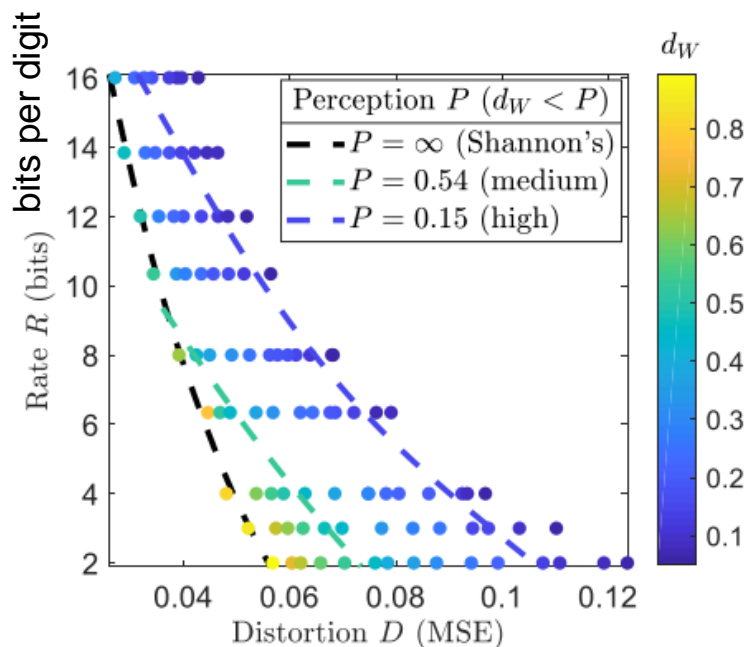 bits per digit
Rate R (bits)
16
14
12
10
8
6
4
2
Perception P (d_W < P)
P = ∞ (Shannon's)
P = 0.54 (medium)
P = 0.15 (high)
d_W
0.8
0.7
0.6
0.5
0.4
0.3
0.2
0.1
0.04
0.06
0.08
0.1
0.12
Distortion D (MSE)